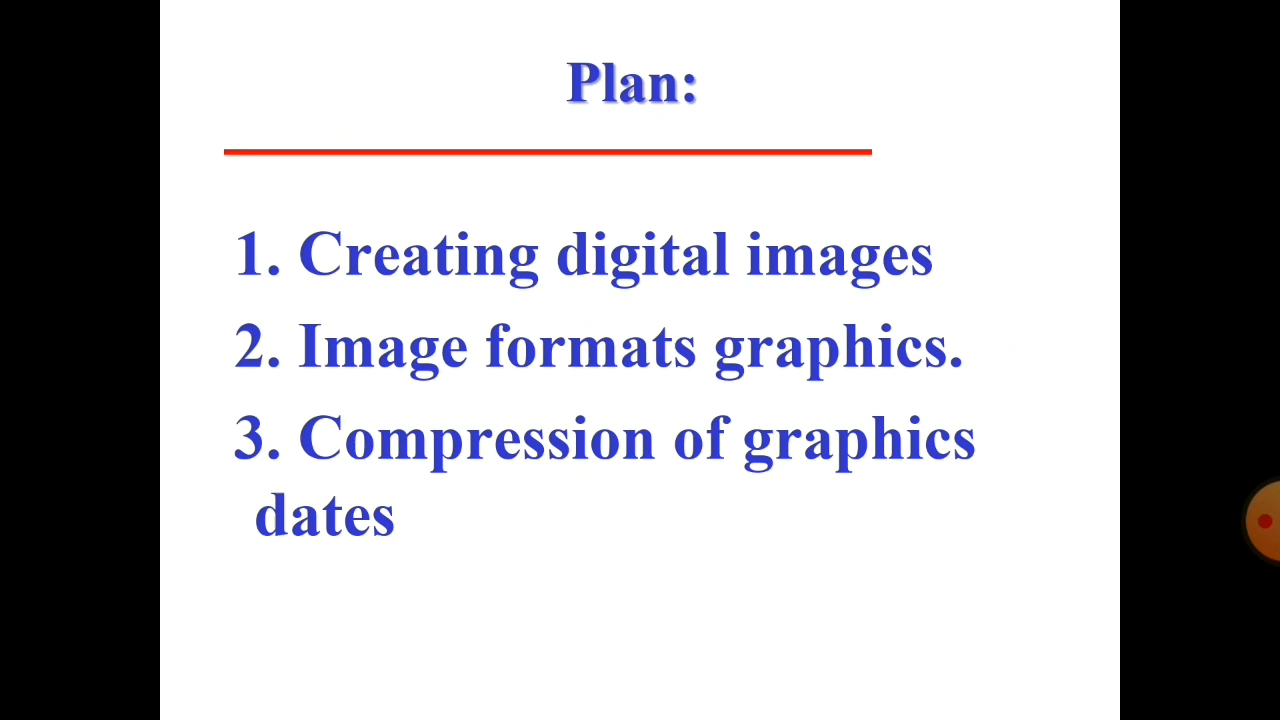 Plan:
1. Creating digital images
2. Image formats graphics.
3. Compression of graphics
dates